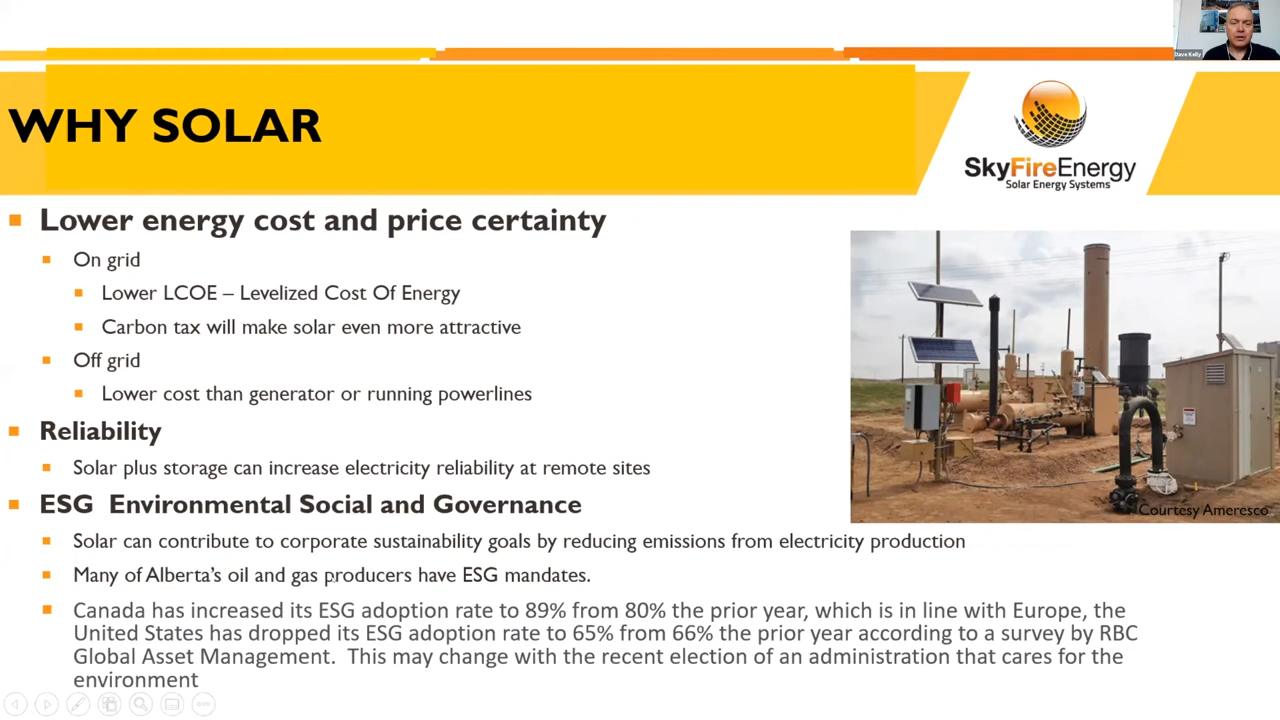 Dave Kelly
WHY SOLAR
SkyFireEnergy
Solar Energy Systems
Lower energy cost and price certainty
On grid
Lower LCOE – Levelized Cost Of Energy
Carbon tax will make solar even more attractive
Off grid
Lower cost than generator or running powerlines
Reliability
Solar plus storage can increase electricity reliability at remote sites
ESG Environmental Social and Governance
Solar can contribute to corporate sustainability goals by reducing emissions from electricity production
Many of Alberta's oil and gas producers have ESG mandates.
Canada has increased its ESG adoption rate to 89% from 80% the prior year, which is in line with Europe, the
United States has dropped its ESG adoption rate to 65% from 66% the prior year according to a survey by RBC
Global Asset Management. This may change with the recent election of an administration that cares for the
environment
Courtesy Ameresco